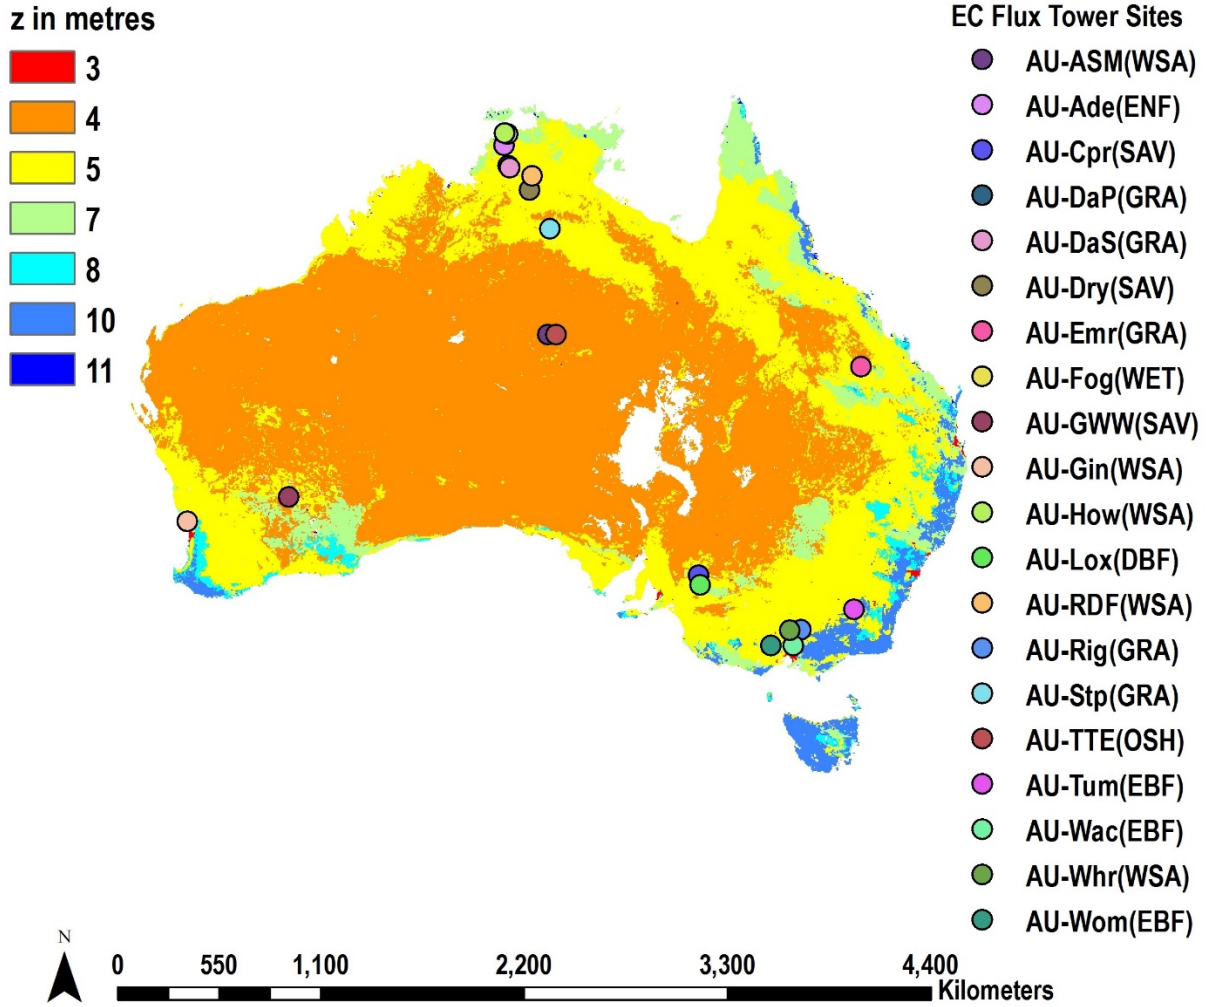 z in metres
3
4
5
7
8
10
11
EC Flux Tower Sites
AU-ASM(WSA)
AU-Ade(ENF)
AU-Cpr(SAV)
AU-DaP(GRA)
AU-DaS(GRA)
AU-Dry(SAV)
AU-Emr(GRA)
AU-Fog(WET)
AU-GWW(SAV)
AU-Gin(WSA)
AU-How(WSA)
AU-Lox(DBF)
AU-RDF(WSA)
AU-Rig(GRA)
AU-Stp(GRA)
AU-TTE(OSH)
AU-Tum(EBF)
AU-Wac(EBF)
AU-Whr(WSA)
AU-Wom(EBF)
N
0 550 1,100 2,200 3,300 4,400
Kilometers